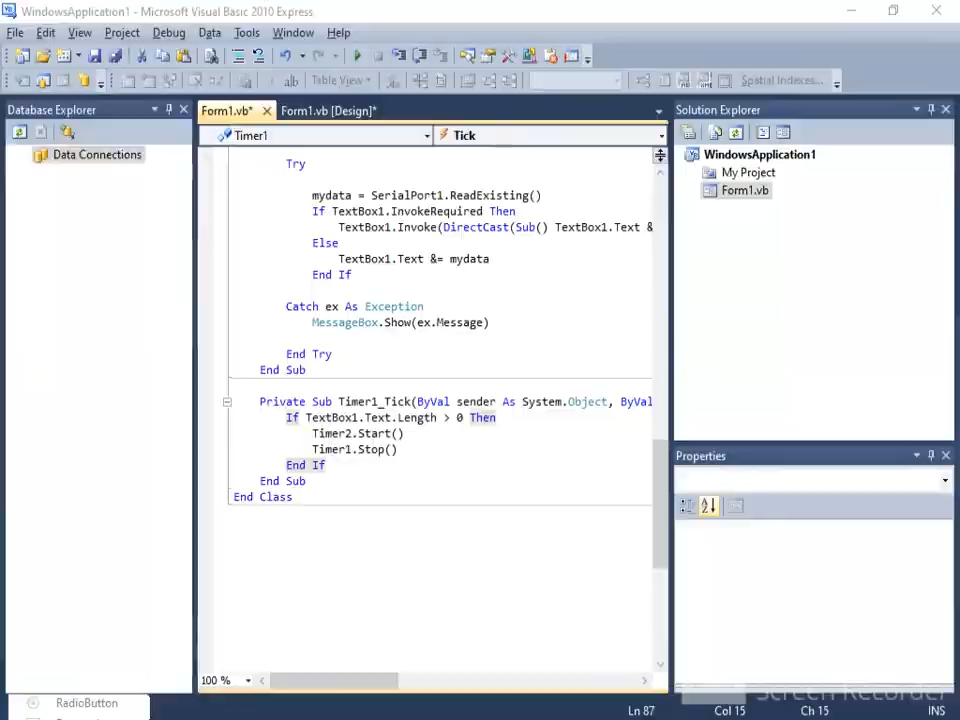 WindowsApplication1 - Microsoft Visual Basic 2010 Express
File Edit View Project Debug Data Tools Window Help
ab Table View Spatial Indexes...
Database Explorer
Data Connections
Form1.vb* Form1.vb [Design]*
Timer1 Tick
Try
mydata = SerialPort1.ReadExisting()
If TextBox1.InvokeRequired Then
TextBox1.Invoke(DirectCast(Sub() TextBox1.Text &
Else
TextBox1.Text &= mydata
End If
Catch ex As Exception
MessageBox.Show(ex.Message)
End Try
End Sub
Private Sub Timer1_Tick(ByVal sender As System.Object, ByVal
If TextBox1.Text.Length > 0 Then
Timer2.Start()
Timer1.Stop()
End If
End Sub
End Class
100 %
Solution Explorer
WindowsApplication1
My Project
Form1.vb
Properties
RadioButton
Screen Recorder
Ln 87 Col 15 Ch 15 INS